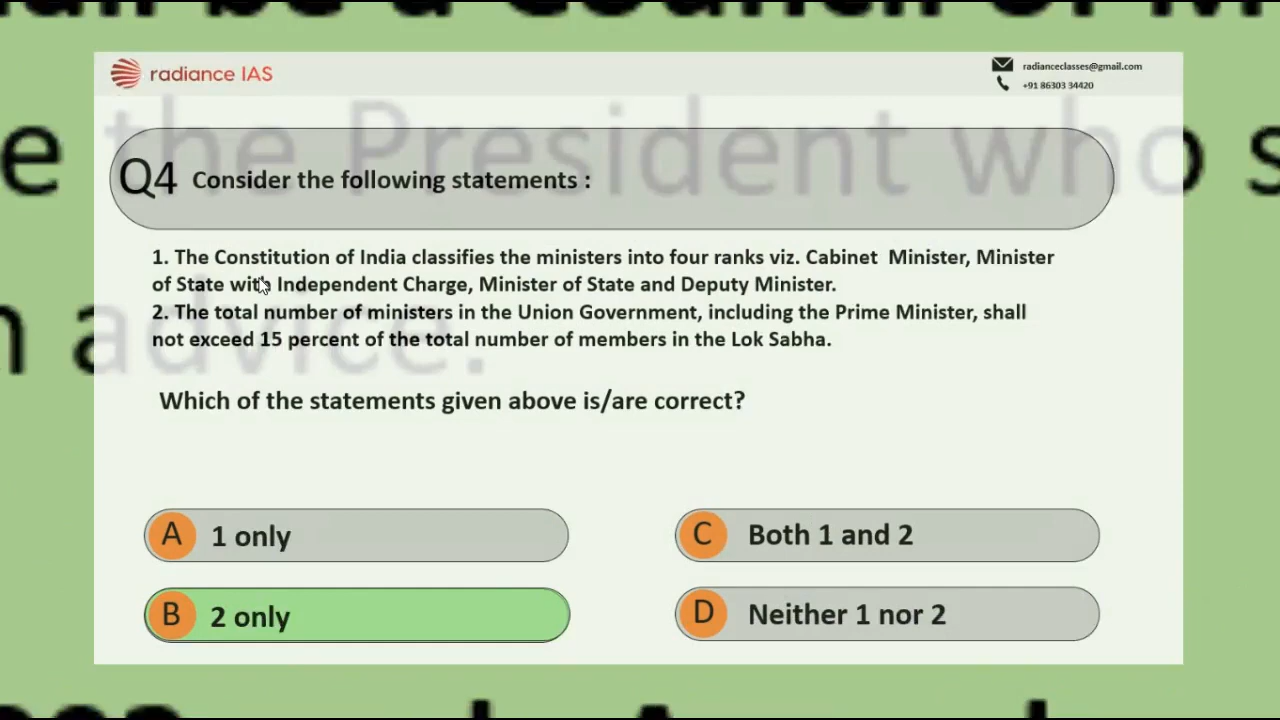 radiance IAS
radianceclasses@gmail.com
+91 86303 34420
e the President who s
Q4 Consider the following statements :
1. The Constitution of India classifies the ministers into four ranks viz. Cabinet Minister, Minister
of State with Independent Charge, Minister of State and Deputy Minister.
2. The total number of ministers in the Union Government, including the Prime Minister, shall
not exceed 15 percent of the total number of members in the Lok Sabha.
n advice.
Which of the statements given above is/are correct?
A 1 only
B 2 only
C Both 1 and 2
D Neither 1 nor 2